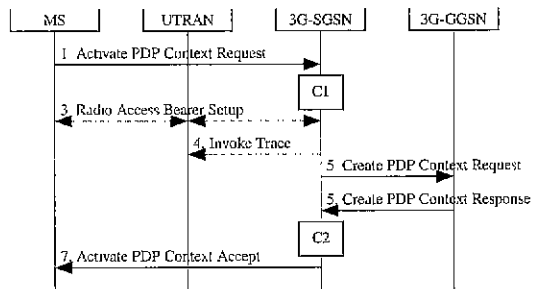 MS UTRAN 3G-SGSN 3G-GGSN
1. Activate PDP Context Request
C1
3. Radio Access Bearer Setup
4. Invoke Trace
5. Create PDP Context Request
5. Create PDP Context Response
C2
7. Activate PDP Context Accept